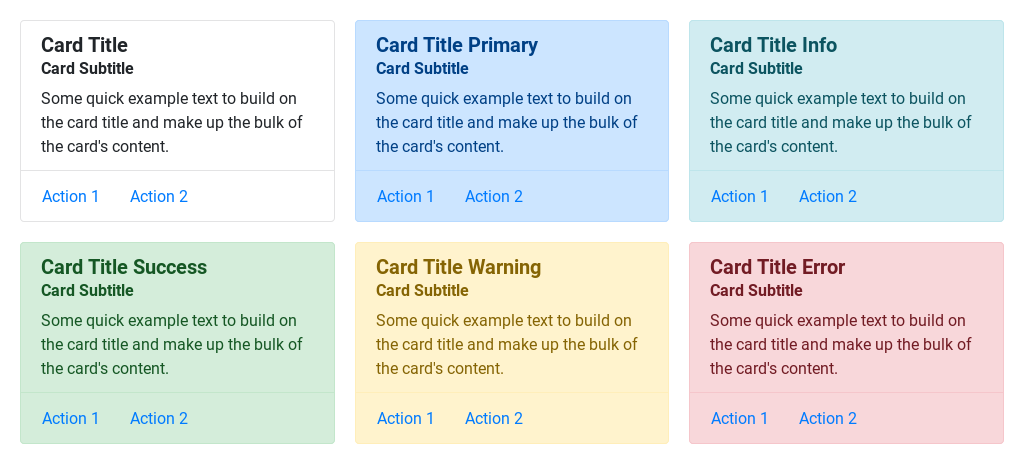 Card Title
Card Subtitle
Some quick example text to build on
the card title and make up the bulk of
the card's content.
Action 1 Action 2
Card Title Primary
Card Subtitle
Some quick example text to build on
the card title and make up the bulk of
the card's content.
Action 1 Action 2
Card Title Info
Card Subtitle
Some quick example text to build on
the card title and make up the bulk of
the card's content.
Action 1 Action 2
Card Title Success
Card Subtitle
Some quick example text to build on
the card title and make up the bulk of
the card's content.
Action 1 Action 2
Card Title Warning
Card Subtitle
Some quick example text to build on
the card title and make up the bulk of
the card's content.
Action 1 Action 2
Card Title Error
Card Subtitle
Some quick example text to build on
the card title and make up the bulk of
the card's content.
Action 1 Action 2